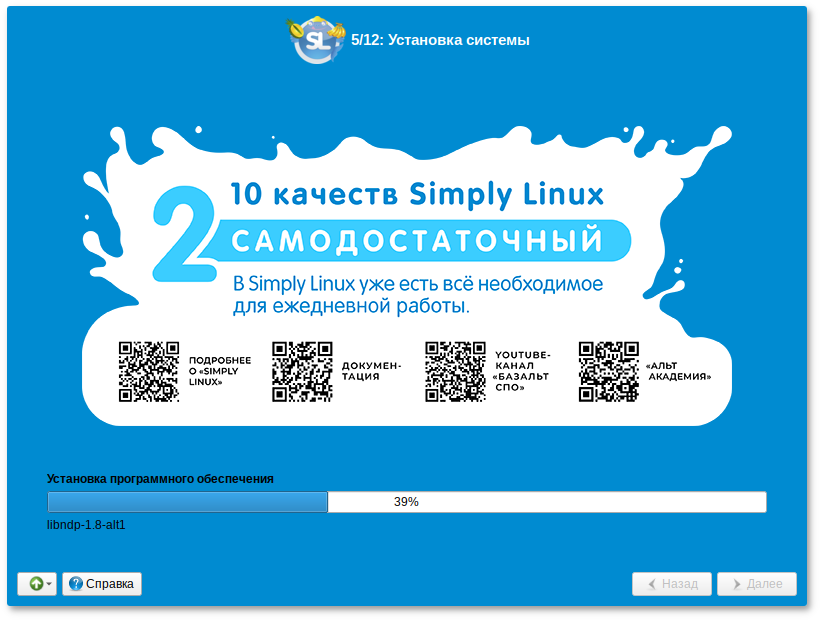 SL
5/12: Установка системы
10 качеств Simply Linux
2
САМОДОСТАТОЧНЫЙ
В Simply Linux уже есть всё необходимое
для ежедневной работы.
ПОДРОБНЕЕ
О «SIMPLY
LINUX»
ДОКУМЕН-
ТАЦИЯ
YOUTUBE-
КАНАЛ
«БАЗАЛЬТ
СПО»
«АЛЬТ
АКАДЕМИЯ»
Установка программного обеспечения
39%
libndp-1.8-alt1
Справка
Назад
Далее